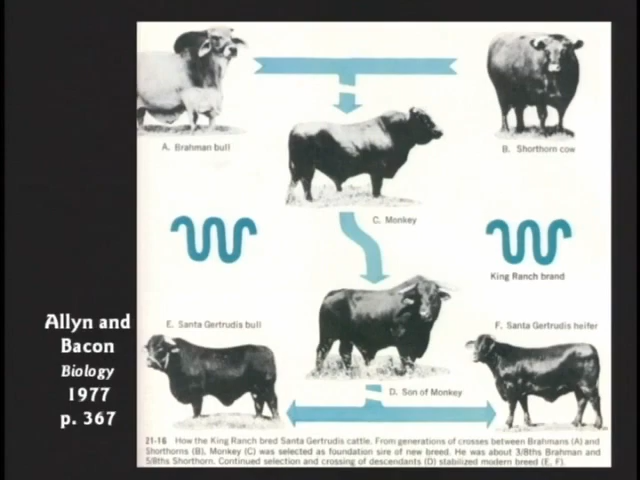 A. Brahman bull
B. Shorthorn cow
C. Monkey
King Ranch brand
E. Santa Gertrudis bull
F. Santa Gertrudis heifer
D. Son of Monkey
Allyn and
Bacon
Biology
1977
p. 367
21-16 How the King Ranch bred Santa Gertrudis cattle. From generations of crosses between Brahmans (A) and
Shorthorns (B), Monkey (C) was selected as foundation sire of new breed. He was about 3/8ths Brahman and
5/8ths Shorthorn. Continued selection and crossing of descendants (D) stabilized modern breed (E, F).